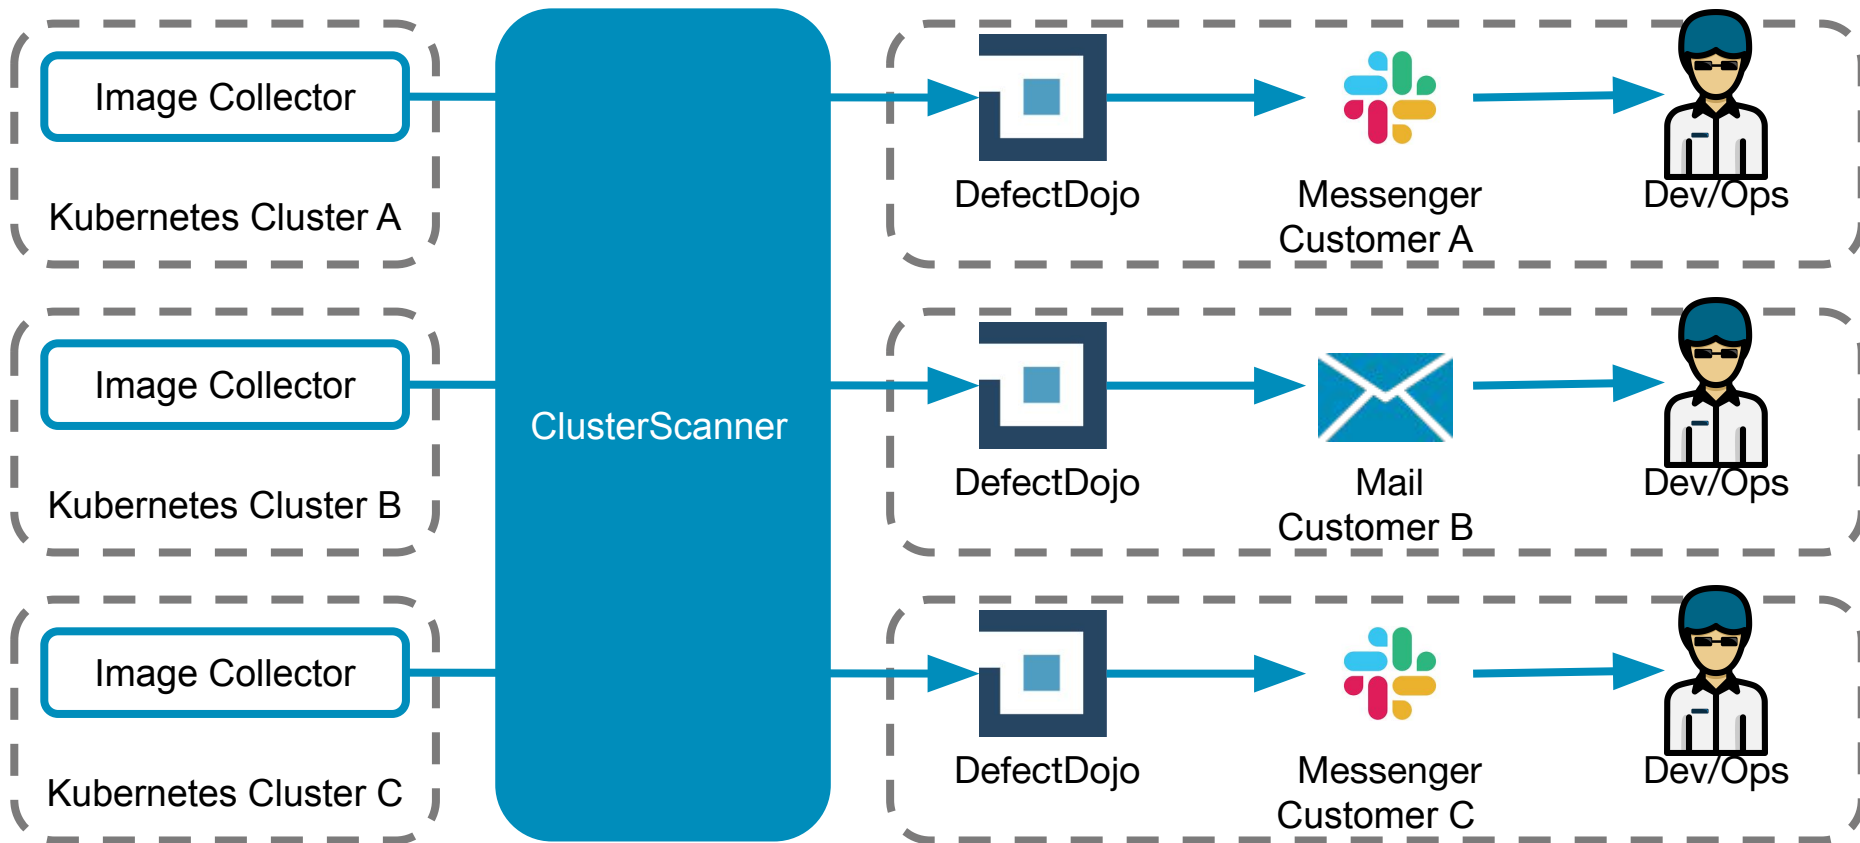 Image Collector
Kubernetes Cluster A
DefectDojo
Messenger
Dev/Ops
Customer A
Image Collector
Kubernetes Cluster B
ClusterScanner
DefectDojo
Mail
Dev/Ops
Customer B
Image Collector
Kubernetes Cluster C
DefectDojo
Messenger
Dev/Ops
Customer C